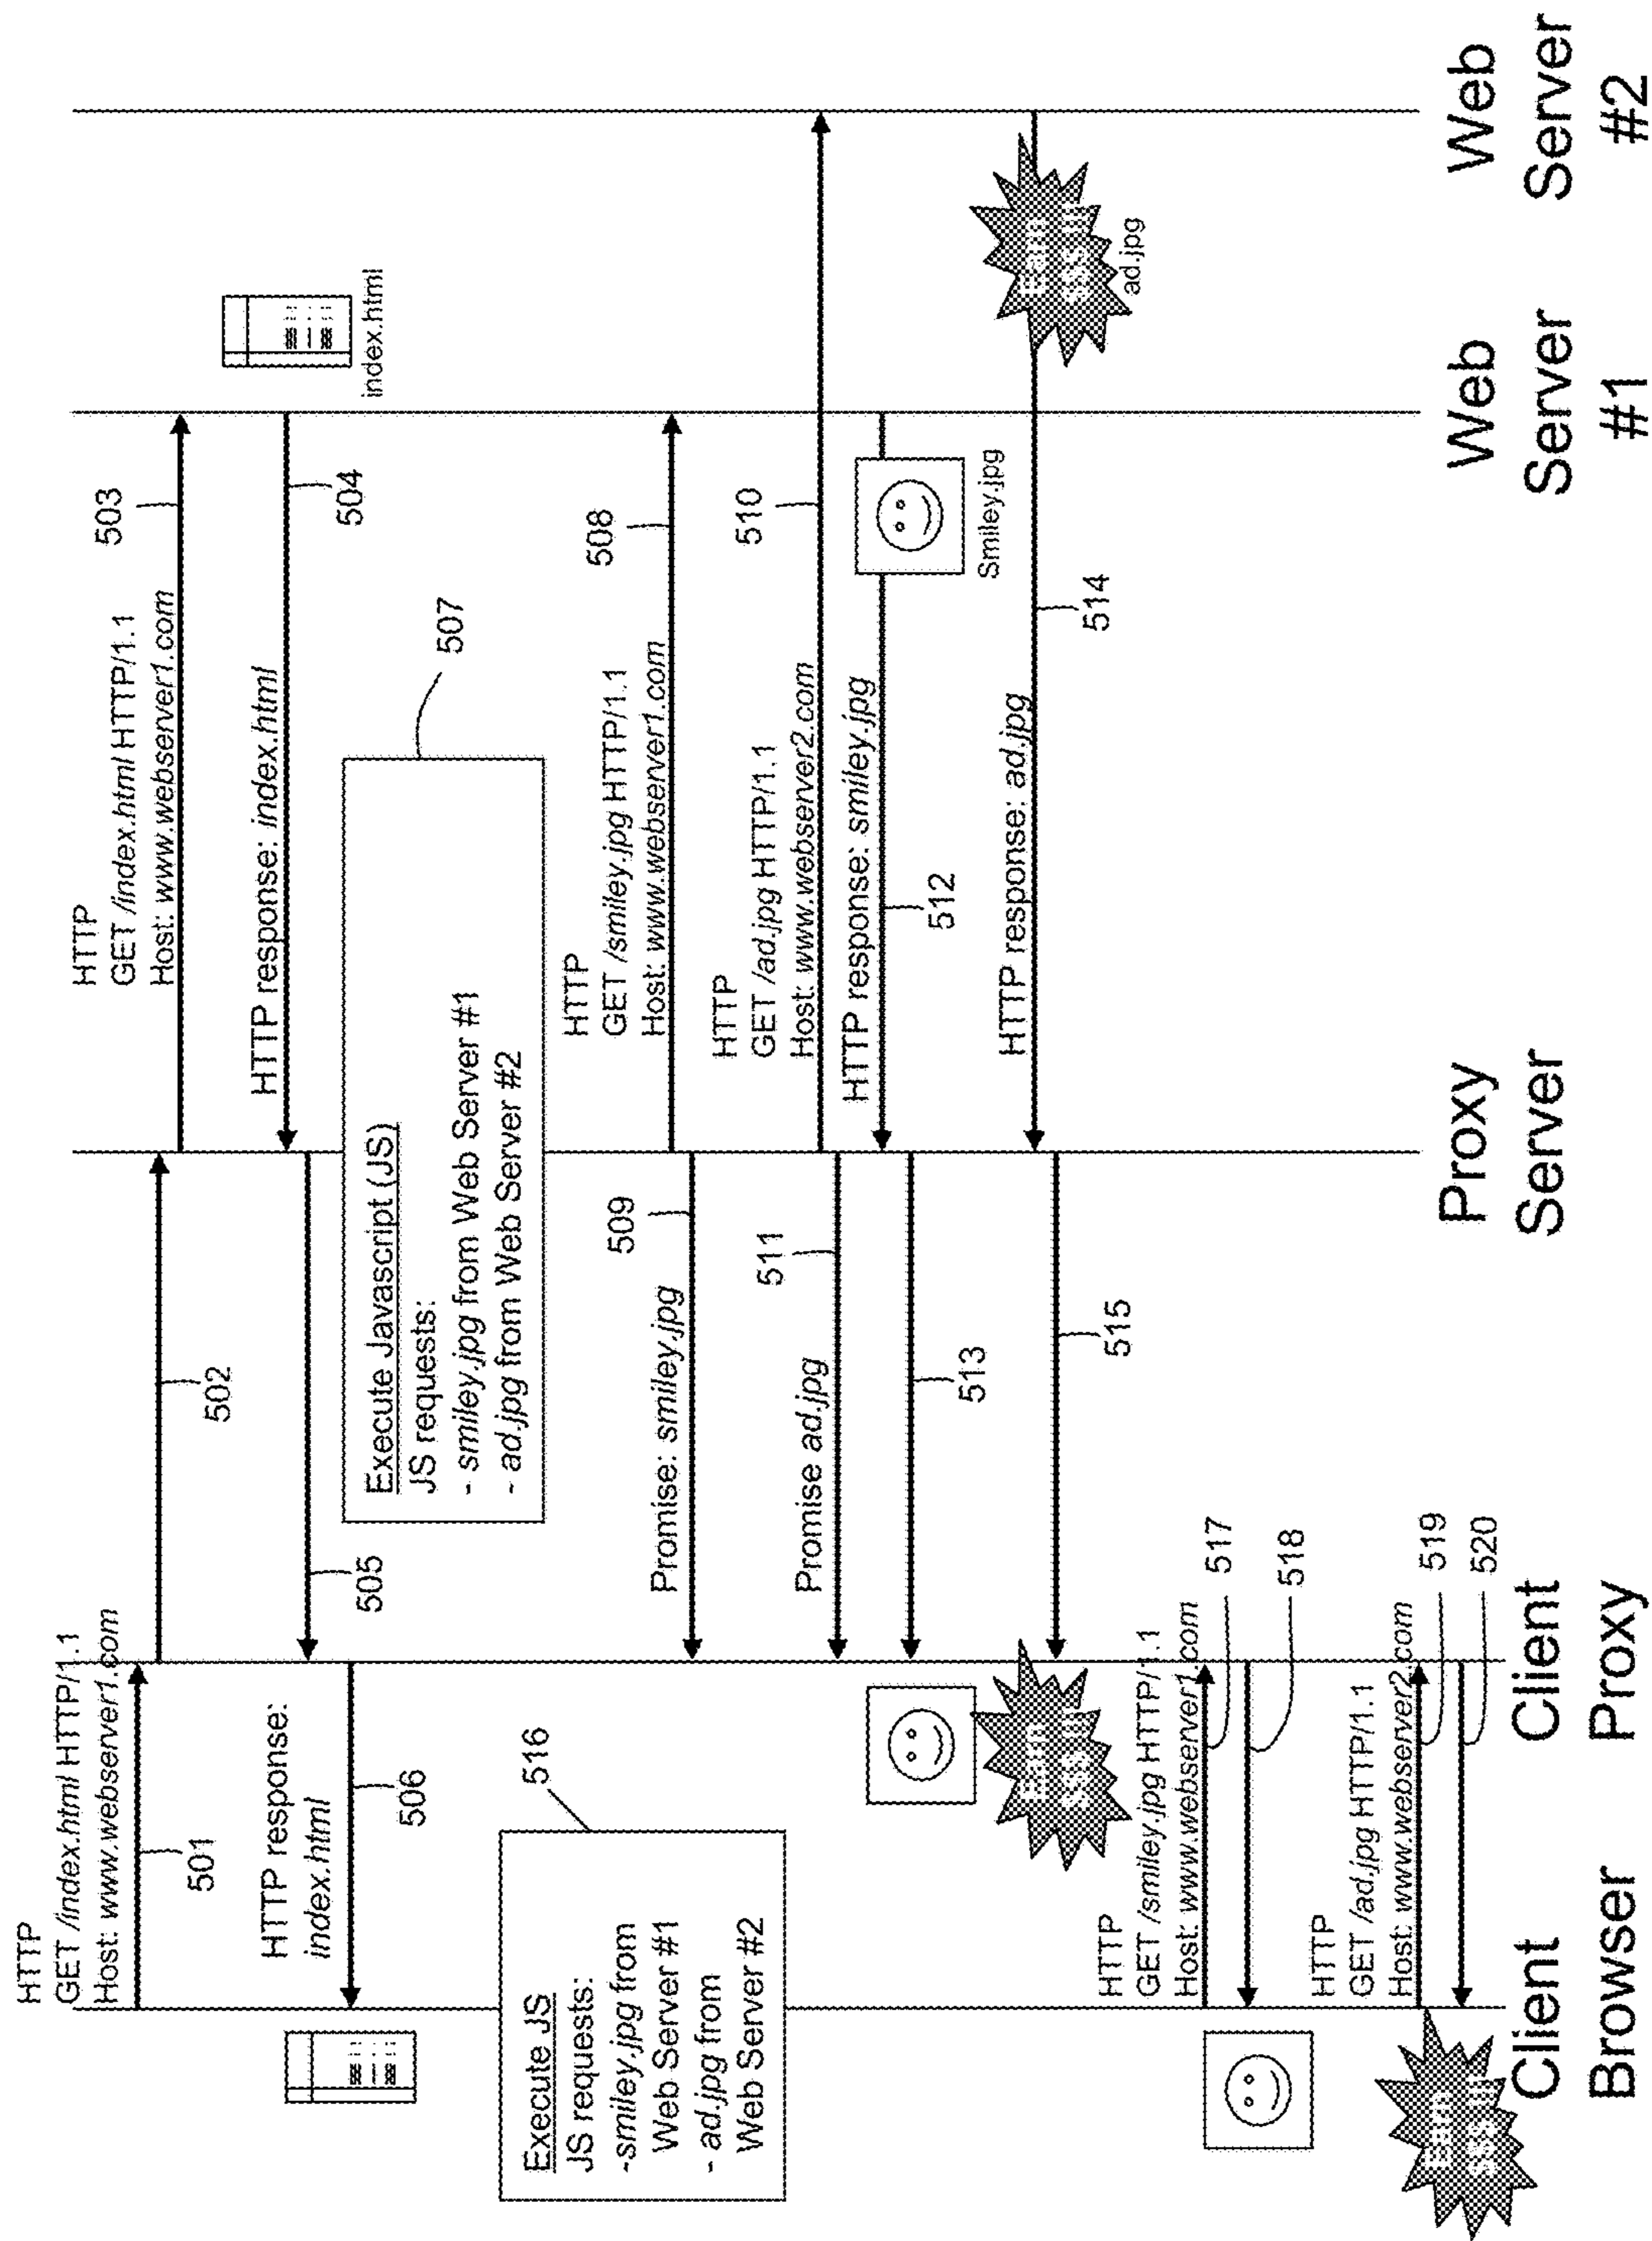 HTTP
GET /index.html HTTP/1.1
Host: www.webserver1.com
501
502
HTTP
GET /index.html HTTP/1.1
Host: www.webserver1.com
503
HTTP response: index.html
504
index.html
505
HTTP response:
index.html
506
Execute Javascript (JS)
JS requests:
- smiley.jpg from Web Server #1
- ad.jpg from Web Server #2
507
Execute JS
JS requests:
-smiley.jpg from
Web Server #1
- ad.jpg from
Web Server #2
516
HTTP
GET /smiley.jpg HTTP/1.1
Host: www.webserver1.com
508
Promise: smiley.jpg
509
HTTP
GET /ad.jpg HTTP/1.1
Host: www.webserver2.com
510
Promise ad.jpg
511
HTTP response: smiley.jpg
512
Smiley.jpg
513
HTTP response: ad.jpg
514
ad.jpg
515
HTTP
GET /smiley.jpg HTTP/1.1
Host: www.webserver1.com
517
518
HTTP
GET /ad.jpg HTTP/1.1
Host: www.webserver2.com
519
520
Client
Browser
Client
Proxy
Proxy
Server
Web
Server
#1
Web
Server
#2